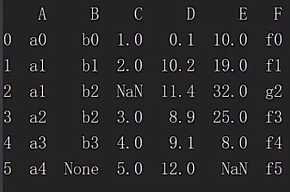 A B C D E F
0 a0 b0 1.0 0.1 10.0 f0
1 a1 b1 2.0 10.2 19.0 f1
2 a1 b2 NaN 11.4 32.0 g2
3 a2 b2 3.0 8.9 25.0 f3
4 a3 b3 4.0 9.1 8.0 f4
5 a4 None 5.0 12.0 NaN f5